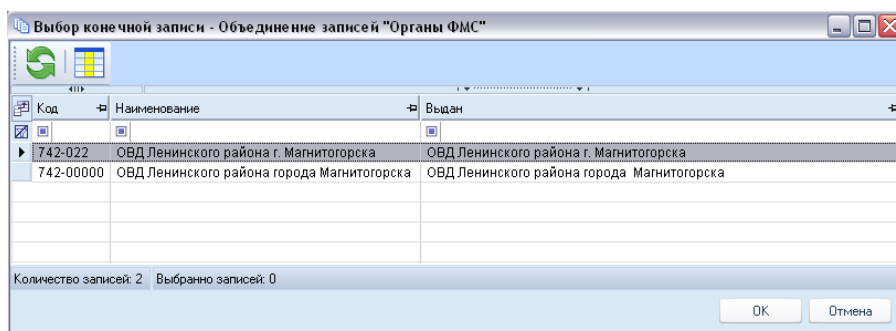 Выбор конечной записи - Объединение записей "Органы ФМС"
Код Наименование Выдан
742-022 ОВД Ленинского района г. Магнитогорска ОВД Ленинского района г. Магнитогорска
742-00000 ОВД Ленинского района города Магнитогорска ОВД Ленинского района города Магнитогорска
Количество записей: 2 Выбранно записей: 0
OK Отмена